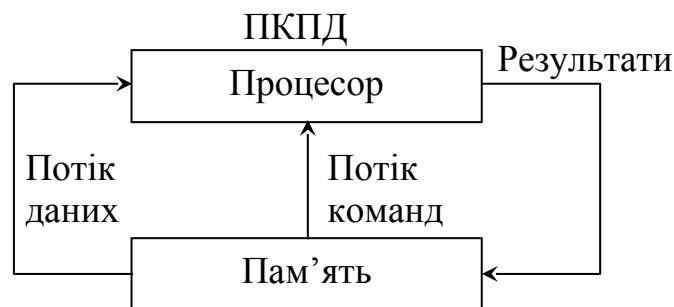 ПКПД
Процесор
Результати
Потік
даних
Потік
команд
Пам’ять